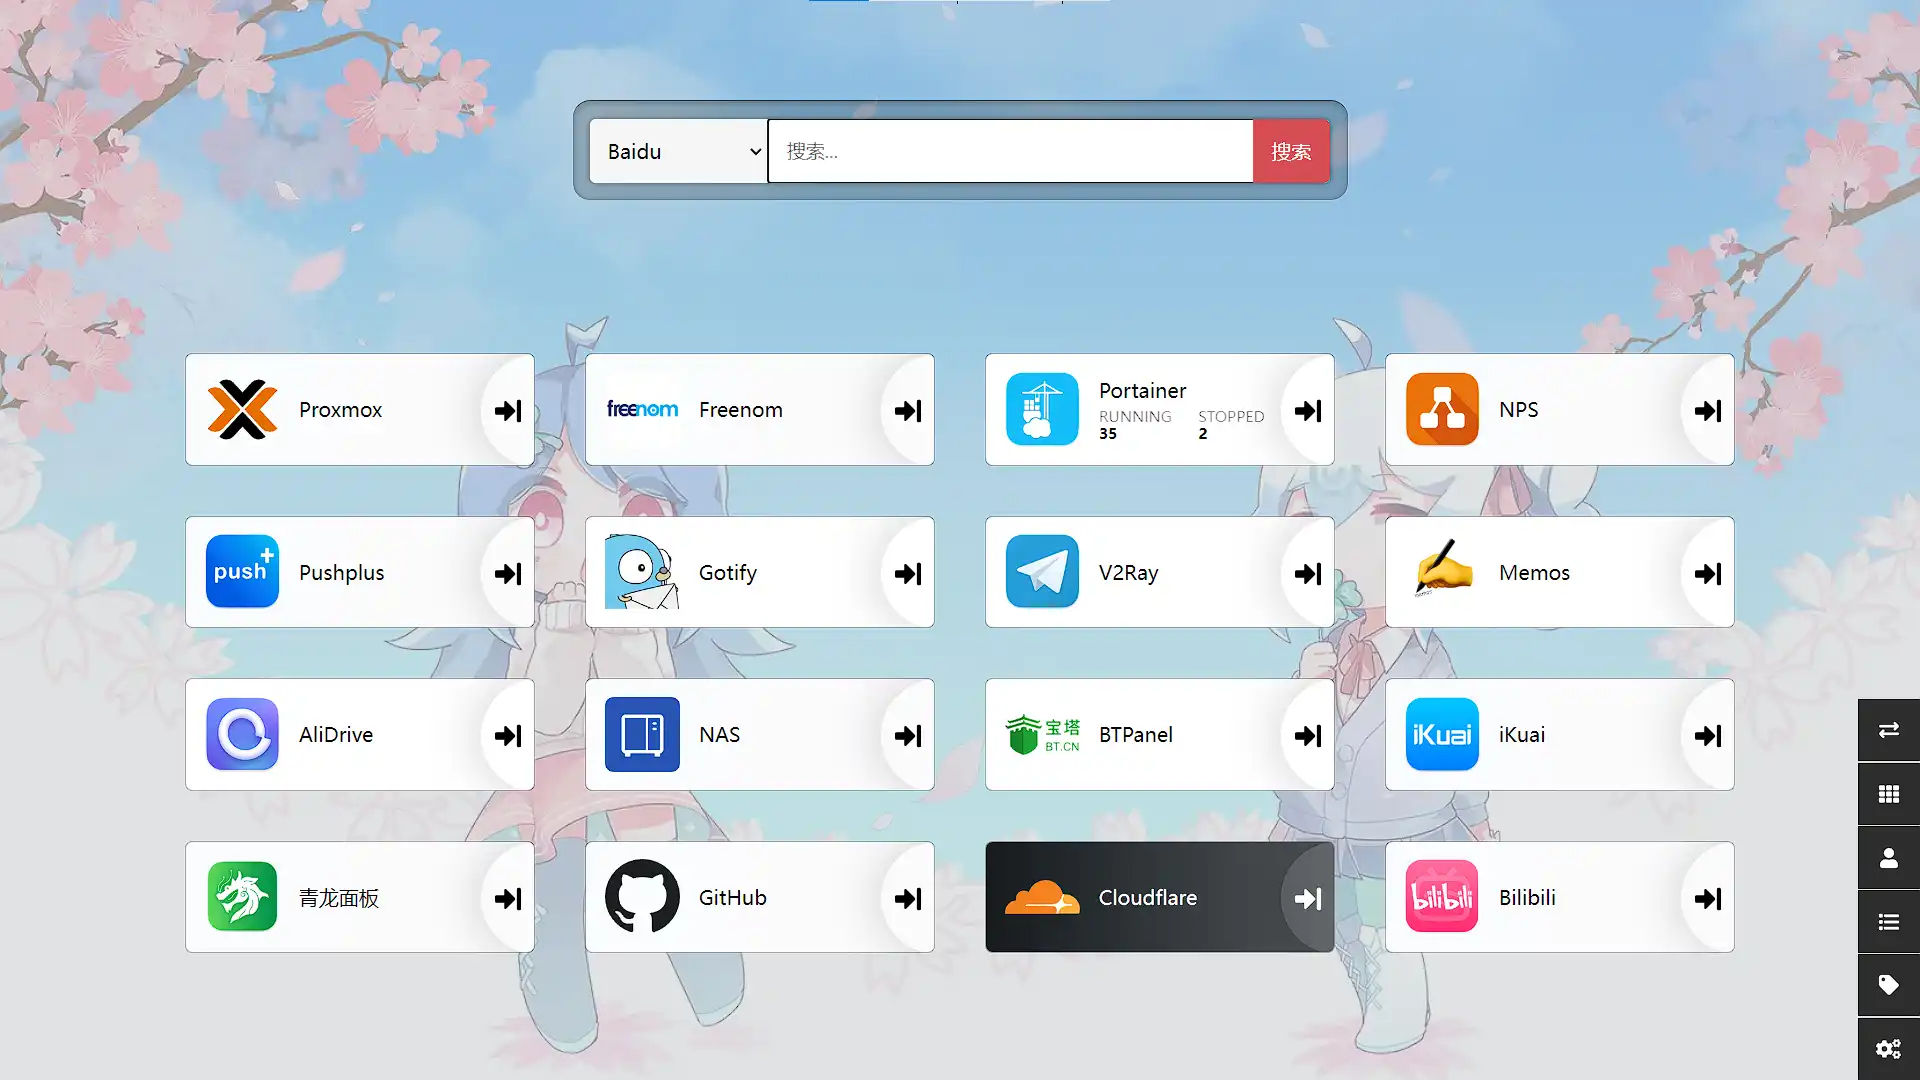 Baidu
搜索...
搜索
Proxmox
freenom
Freenom
Portainer
RUNNING STOPPED
35 2
NPS
push+
Pushplus
Gotify
V2Ray
Memos
AliDrive
NAS
宝塔
BT.CN
BTPanel
iKuai
iKuai
青龙面板
GitHub
Cloudflare
bilibili
Bilibili